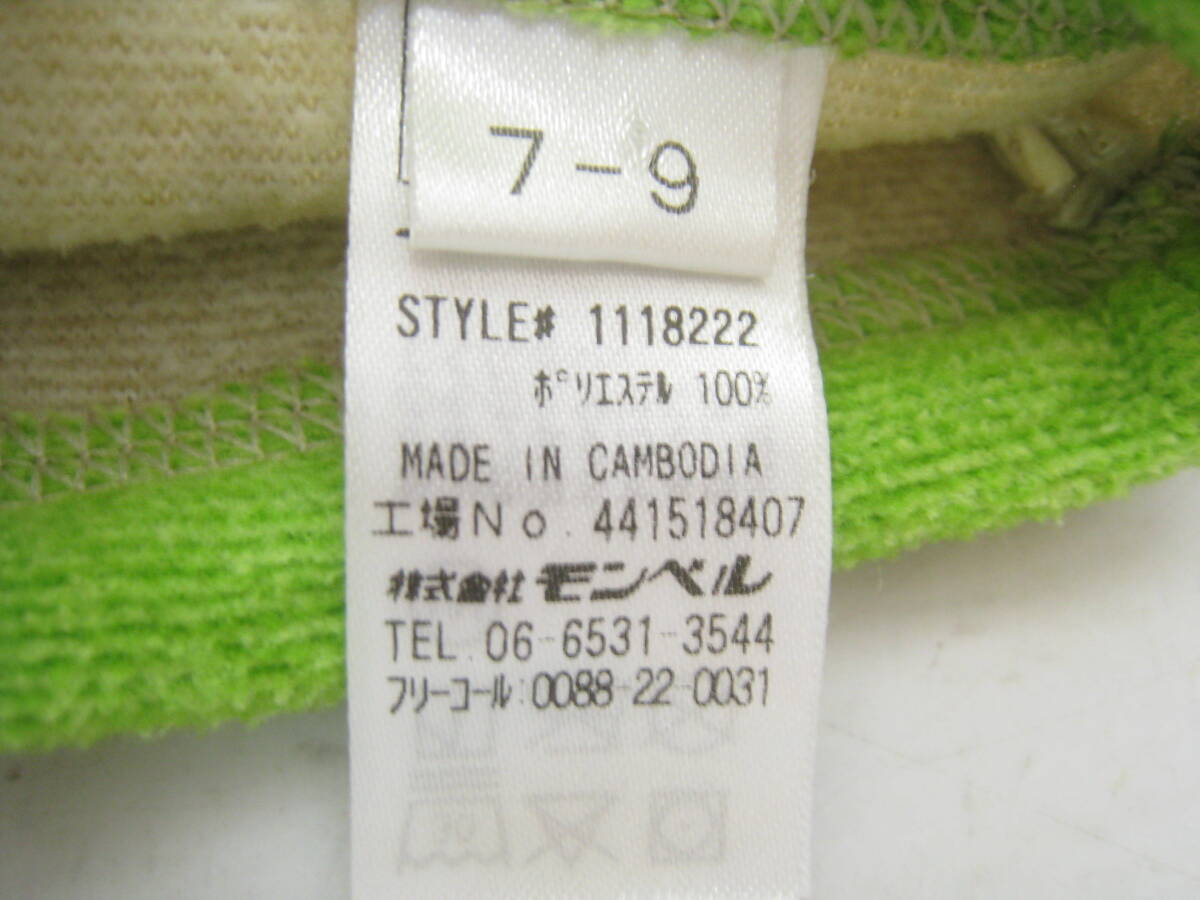 7-9
STYLE# 1118222
ポリエステル 100%
MADE IN CAMBODIA
工場No. 441518407
株式会社モンベル
TEL.06-6531-3544
フリーコール:0088-22-0031